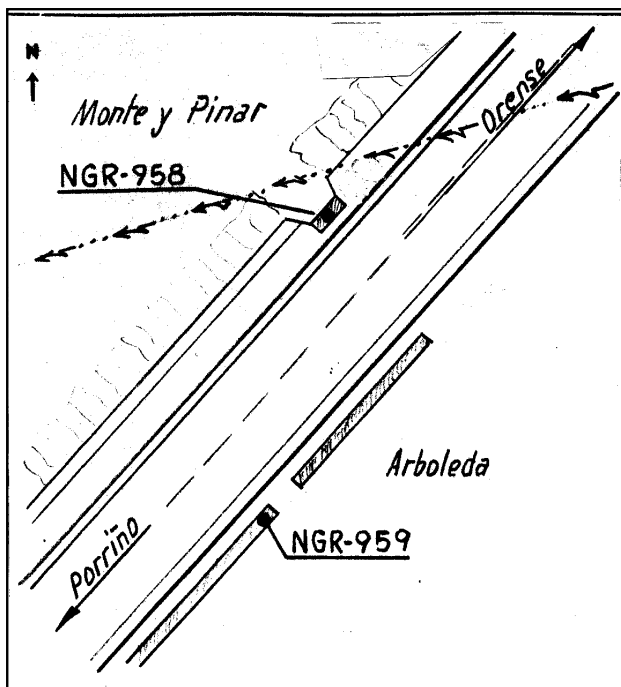 N
Orense
Monte y Pinar
NGR-958
Arboleda
Porriño
NGR-959